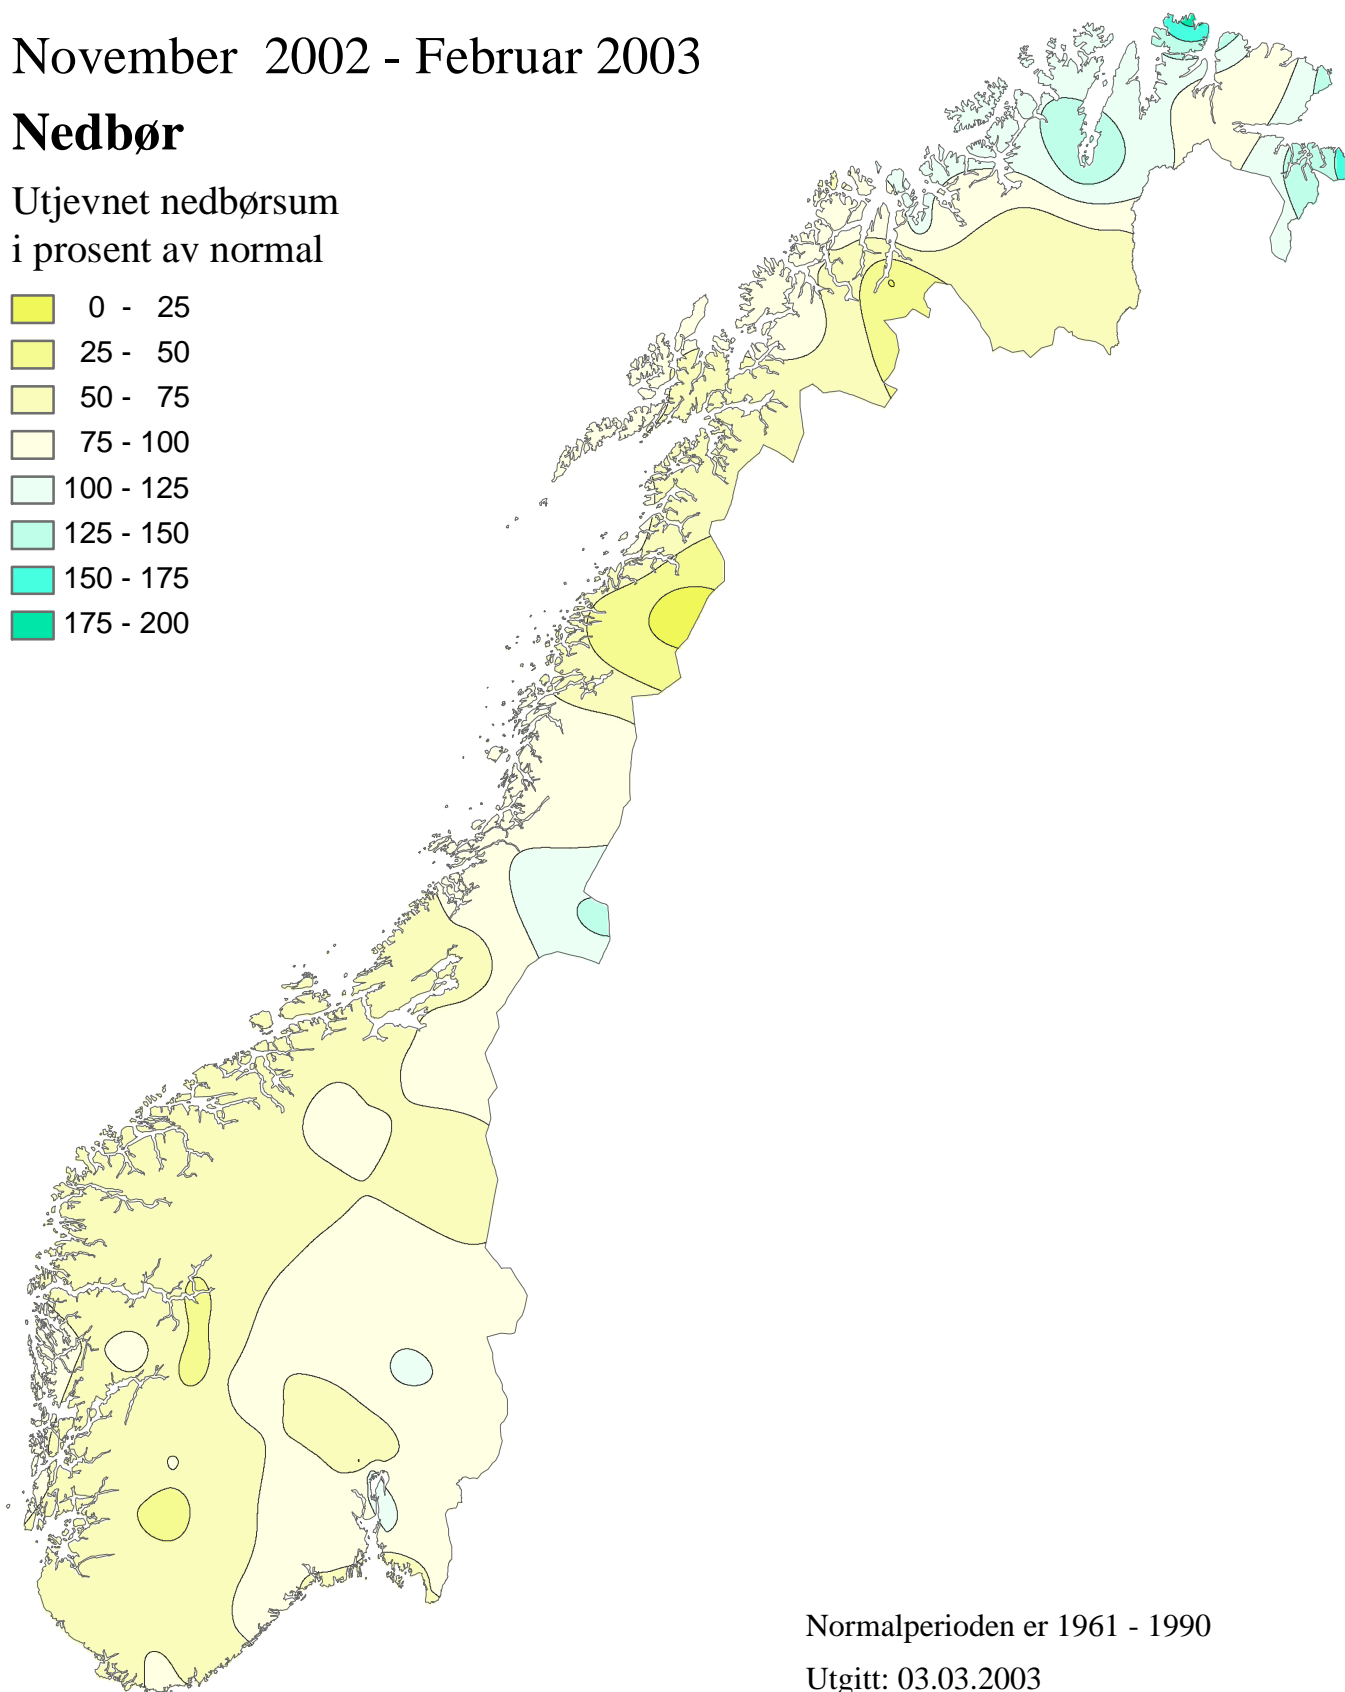 November 2002 - Februar 2003
Nedbør
Utjevnet nedbørsum
i prosent av normal
0 - 25
25 - 50
50 - 75
75 - 100
100 - 125
125 - 150
150 - 175
175 - 200
Normalperioden er 1961 - 1990
Utgitt: 03.03.2003